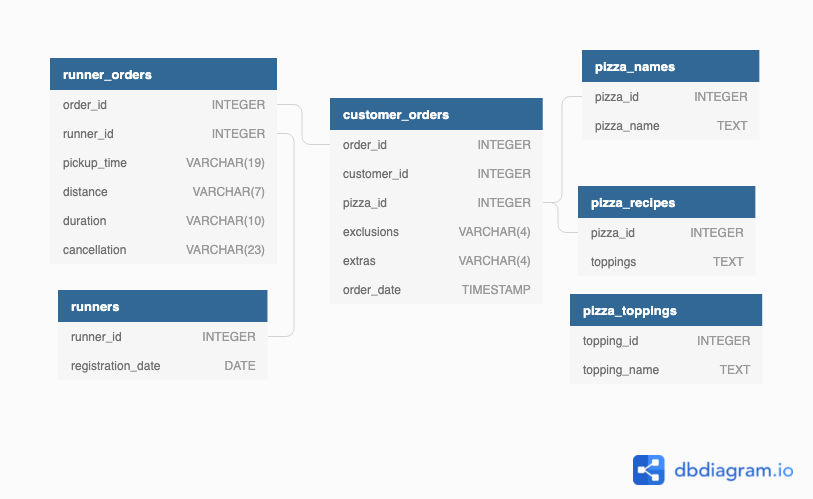 runner_orders
order_id INTEGER
runner_id INTEGER
pickup_time VARCHAR(19)
distance VARCHAR(7)
duration VARCHAR(10)
cancellation VARCHAR(23)
runners
runner_id INTEGER
registration_date DATE
customer_orders
order_id INTEGER
customer_id INTEGER
pizza_id INTEGER
exclusions VARCHAR(4)
extras VARCHAR(4)
order_date TIMESTAMP
pizza_names
pizza_id INTEGER
pizza_name TEXT
pizza_recipes
pizza_id INTEGER
toppings TEXT
pizza_toppings
topping_id INTEGER
topping_name TEXT
dbdiagram.io